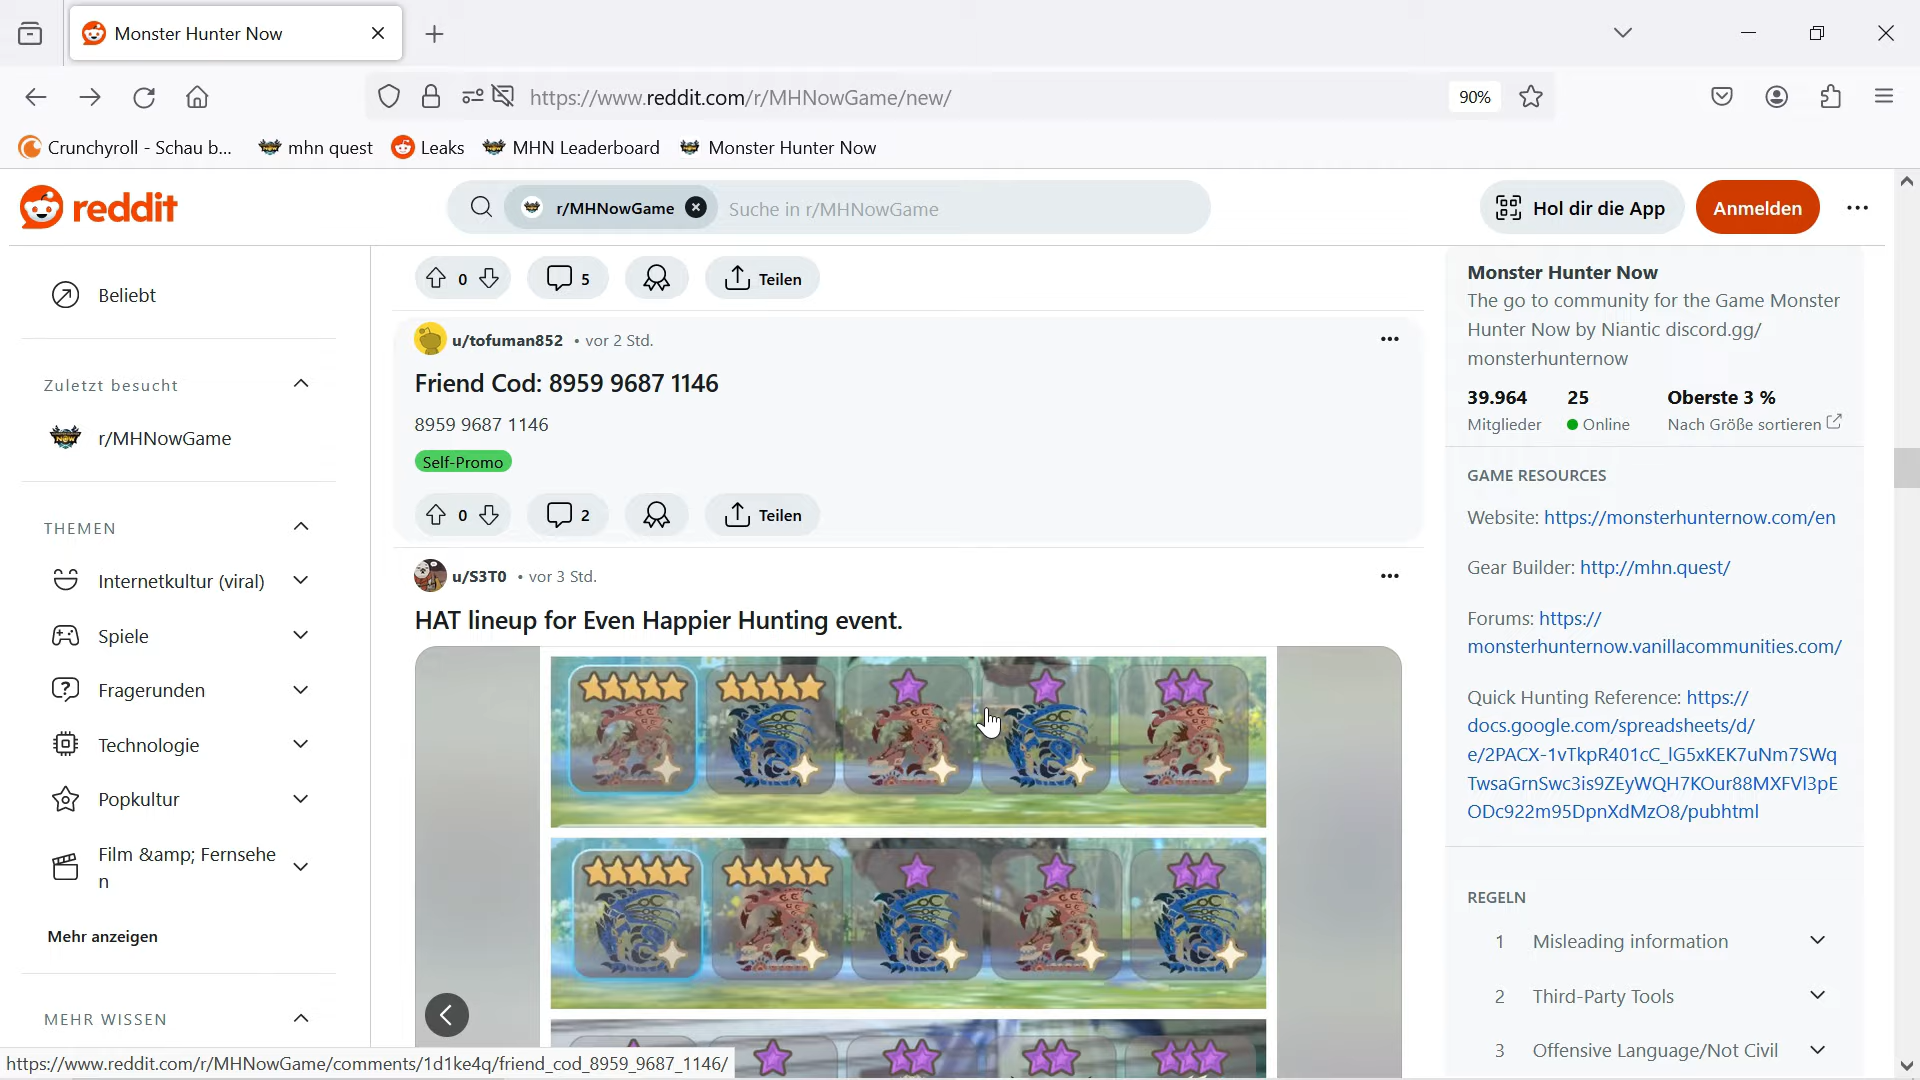 Monster Hunter Now
https://www.reddit.com/r/MHNowGame/new/
90%
Crunchyroll - Schau b...
mhn quest
Leaks
MHN Leaderboard
Monster Hunter Now
reddit
r/MHNowGame
Suche in r/MHNowGame
Hol dir die App
Anmelden
Beliebt
Zuletzt besucht
r/MHNowGame
THEMEN
Internetkultur (viral)
Spiele
Fragerunden
Technologie
Popkultur
Film &amp; Fernsehe
n
Mehr anzeigen
MEHR WISSEN
0
5
Teilen
u/tofuman852 • vor 2 Std.
Friend Cod: 8959 9687 1146
8959 9687 1146
Self-Promo
0
2
Teilen
u/S3T0 • vor 3 Std.
HAT lineup for Even Happier Hunting event.
Monster Hunter Now
The go to community for the Game Monster
Hunter Now by Niantic discord.gg/
monsterhunternow
39.964
25
Oberste 3 %
Mitglieder
Online
Nach Größe sortieren
GAME RESOURCES
Website: https://monsterhunternow.com/en
Gear Builder: http://mhn.quest/
Forums: https://
monsterhunternow.vanillacommunities.com/
Quick Hunting Reference: https://
docs.google.com/spreadsheets/d/
e/2PACX-1vTkpR401cC_lG5xKEK7uNm7SWq
TwsaGrnSwc3is9ZEyWQH7KOur88MXFVl3pE
ODc922m95DpnXdMzO8/pubhtml
REGELN
1 Misleading information
2 Third-Party Tools
3 Offensive Language/Not Civil
https://www.reddit.com/r/MHNowGame/comments/1d1ke4q/friend_cod_8959_9687_1146/